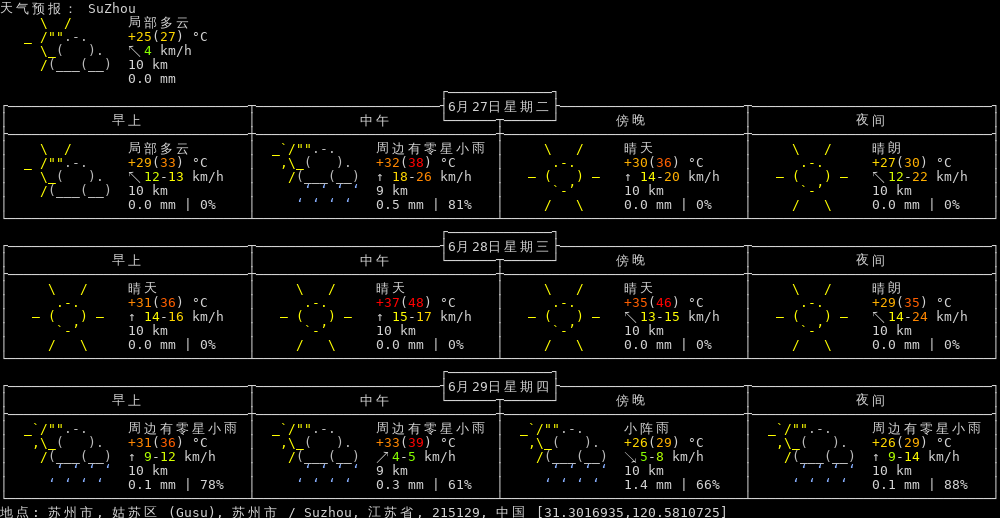 天气预报: SuZhou
局部多云
+25(27) °C
↖ 4 km/h
10 km
0.0 mm
6月27日星期二
早上 中午 傍晚 夜间
局部多云 周边有零星小雨 晴天 晴朗
+29(33) °C +32(38) °C +30(36) °C +27(30) °C
↖ 12-13 km/h ↑ 18-26 km/h ↑ 14-20 km/h ↖ 12-22 km/h
10 km 9 km 10 km 10 km
0.0 mm | 0% 0.5 mm | 81% 0.0 mm | 0% 0.0 mm | 0%
6月28日星期三
早上 中午 傍晚 夜间
晴天 晴天 晴天 晴朗
+31(36) °C +37(48) °C +35(46) °C +29(35) °C
↑ 14-16 km/h ↑ 15-17 km/h ↖ 13-15 km/h ↖ 14-24 km/h
10 km 10 km 10 km 10 km
0.0 mm | 0% 0.0 mm | 0% 0.0 mm | 0% 0.0 mm | 0%
6月29日星期四
早上 中午 傍晚 夜间
周边有零星小雨 周边有零星小雨 小阵雨 周边有零星小雨
+31(36) °C +33(39) °C +26(29) °C +26(29) °C
↑ 9-12 km/h ↗ 4-5 km/h ↘ 5-8 km/h ↑ 9-14 km/h
10 km 9 km 10 km 10 km
0.1 mm | 78% 0.3 mm | 61% 1.4 mm | 66% 0.1 mm | 88%
地点: 苏州市, 姑苏区 (Gusu), 苏州市 / Suzhou, 江苏省, 215129, 中国 [31.3016935,120.5810725]